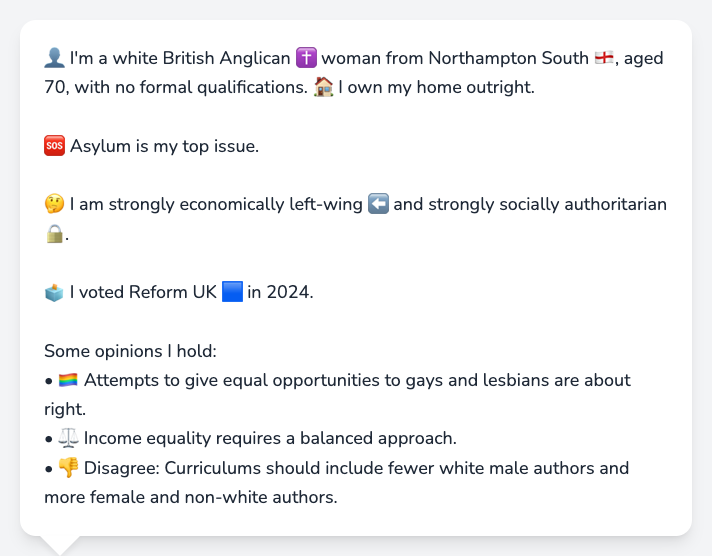 👤 I'm a white British Anglican ✝️ woman from Northampton South 🏴󠁧󠁢󠁥󠁮󠁧󠁿, aged
70, with no formal qualifications. 🏠 I own my home outright.
🆘 Asylum is my top issue.
🤔 I am strongly economically left-wing ⬅️ and strongly socially authoritarian
🔒.
🗳️ I voted Reform UK 🟦 in 2024.
Some opinions I hold:
• 🏳️‍🌈 Attempts to give equal opportunities to gays and lesbians are about
right.
• ⚖️ Income equality requires a balanced approach.
• 👎 Disagree: Curriculums should include fewer white male authors and
more female and non-white authors.